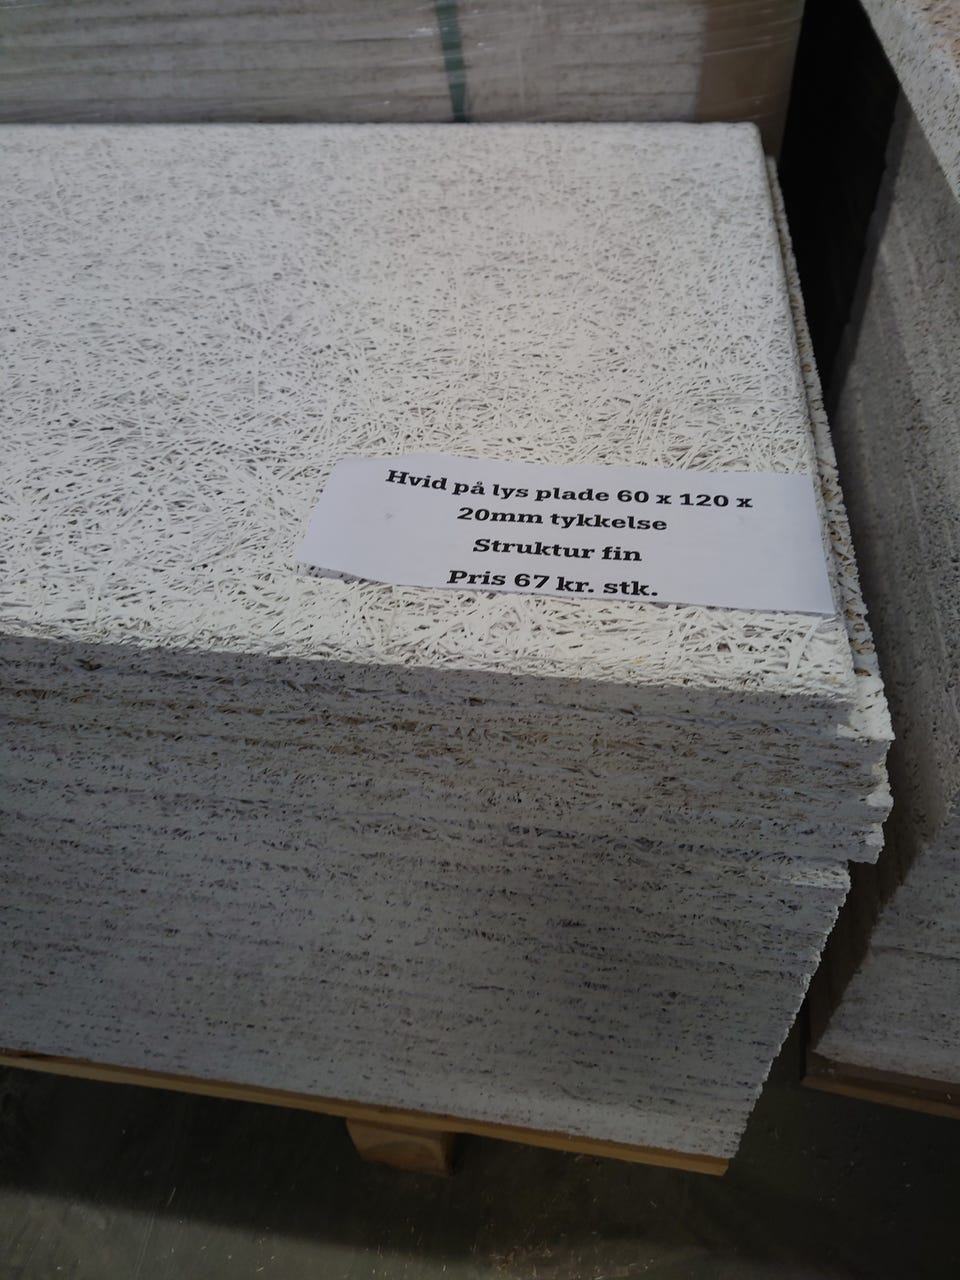 Hvid på lys plade 60 x 120 x
20mm tykkelse
Struktur fin
Pris 67 kr. stk.